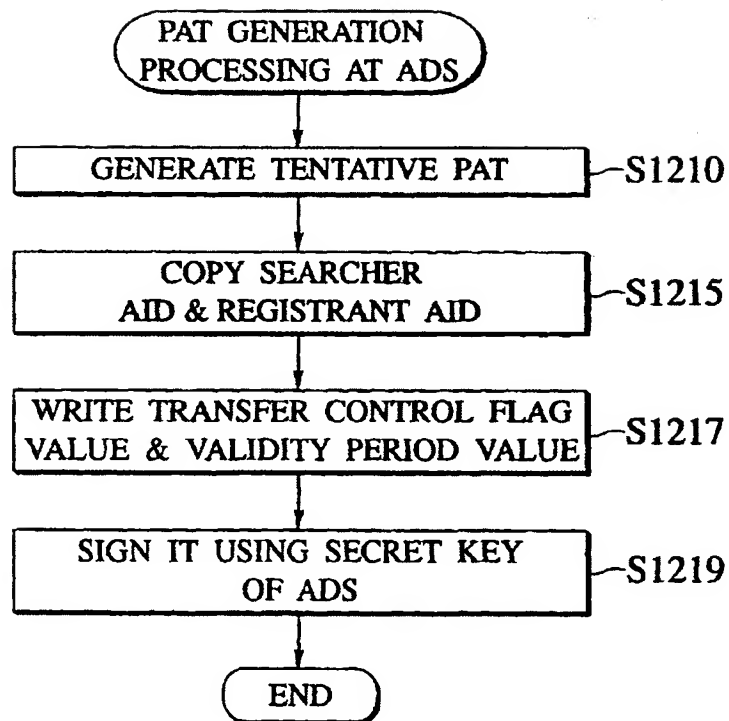 PAT GENERATION
PROCESSING AT ADS
GENERATE TENTATIVE PAT
S1210
COPY SEARCHER
AID & REGISTRANT AID
S1215
WRITE TRANSFER CONTROL FLAG
VALUE & VALIDITY PERIOD VALUE
S1217
SIGN IT USING SECRET KEY
OF ADS
S1219
END